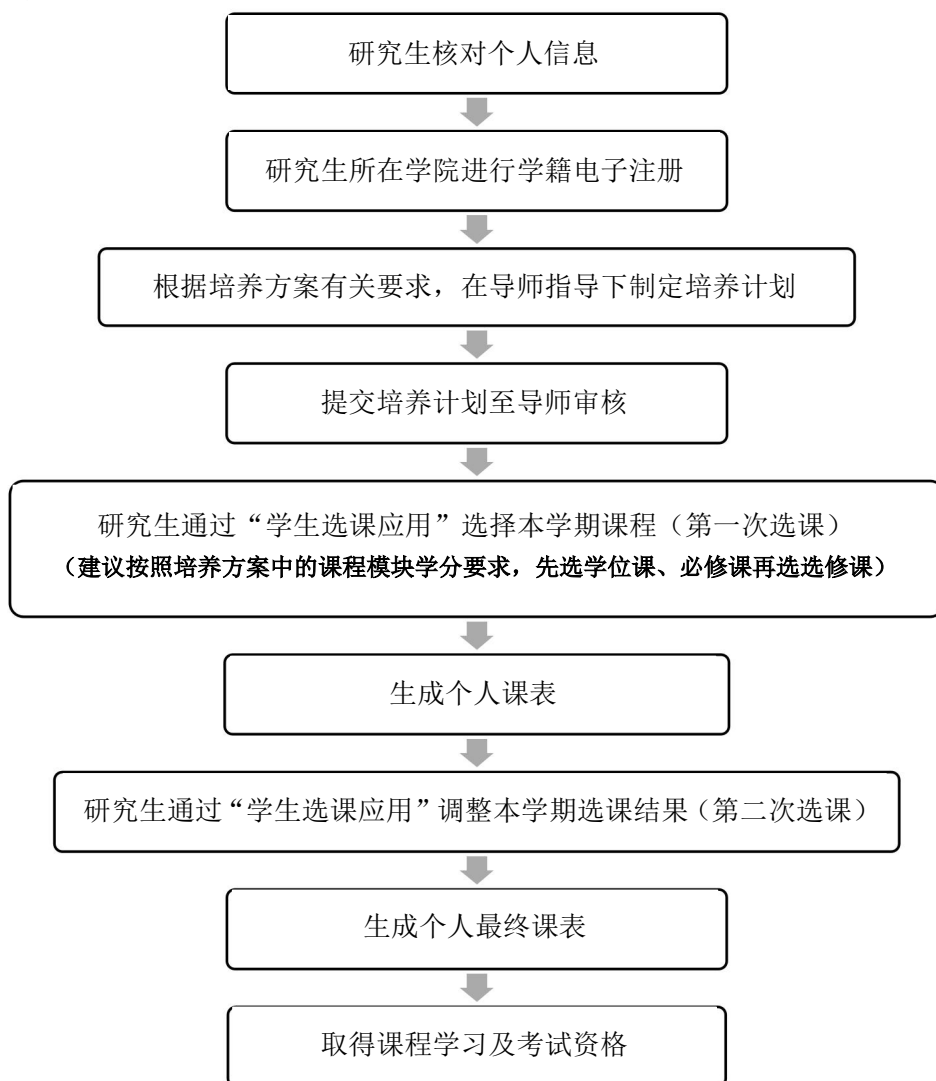 研究生核对个人信息
研究生所在学院进行学籍电子注册
根据培养方案有关要求，在导师指导下制定培养计划
提交培养计划至导师审核
研究生通过“学生选课应用”选择本学期课程（第一次选课）
（建议按照培养方案中的课程模块学分要求，先选学位课、必修课再选选修课）
生成个人课表
研究生通过“学生选课应用”调整本学期选课结果（第二次选课）
生成个人最终课表
取得课程学习及考试资格